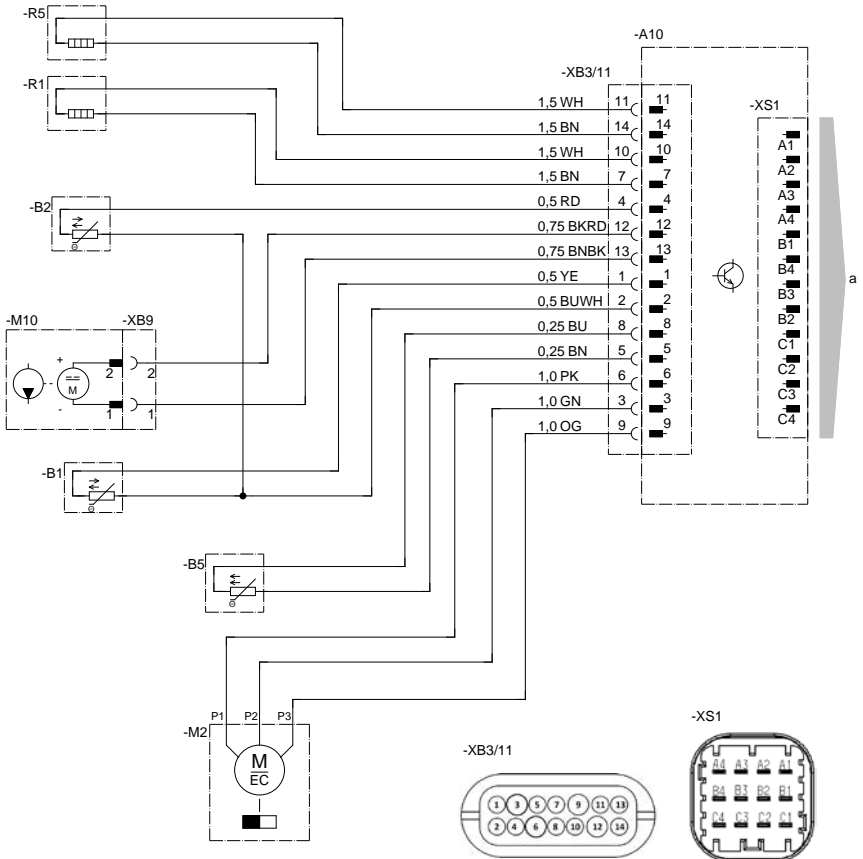 -R5
-A10
-XB3/11
-R1
-XS1
1,5 WH 11 11
1,5 BN 14 14
1,5 WH 10 10
1,5 BN 7 7
0,5 RD 4 4
0,75 BKRD 12 12
0,75 BNBK 13 13
0,5 YE 1 1
0,5 BUWH 2 2
0,25 BU 8 8
0,25 BN 5 5
1,0 PK 6 6
1,0 GN 3 3
1,0 OG 9 9
A1
A2
A3
A4
B1
B4
B3
B2
C1
C2
C3
C4
a
-B2
-M10
-XB9
+
M
-
2 2
1 1
-B1
-B5
P1 P2 P3
-M2
M
EC
-XB3/11
1 3 5 7 9 11 13
2 4 6 8 10 12 14
-XS1
A4 A3 A2 A1
B4 B3 B2 B1
C4 C3 C2 C1